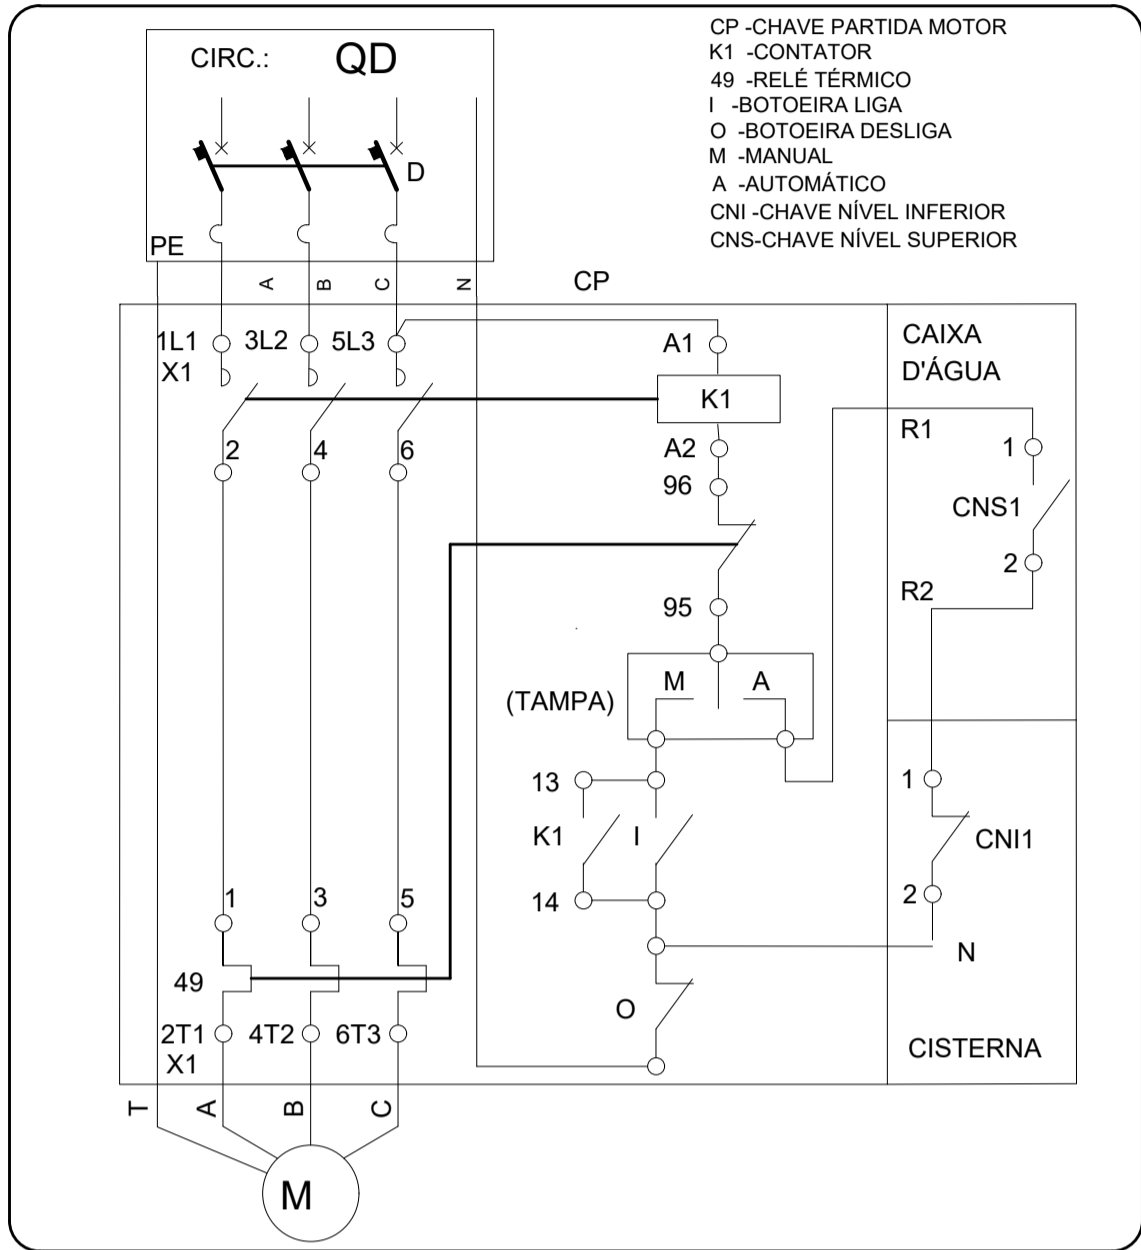 CP -CHAVE PARTIDA MOTOR
K1 -CONTATOR
49 -RELÉ TÉRMICO
I -BOTOEIRA LIGA
O -BOTOEIRA DESLIGA
M -MANUAL
A -AUTOMÁTICO
CNI -CHAVE NÍVEL INFERIOR
CNS-CHAVE NÍVEL SUPERIOR
CIRC.: QD
D
PE
A B C N
CP
1L1 3L2 5L3
X1
A1
K1
A2
96
2 4 6
95
(TAMPA)
M A
13
K1 I
14
O
1 3 5
49
2T1 4T2 6T3
X1
T A B C
M
CAIXA
D'ÁGUA
R1
1
CNS1
2
R2
1
CNI1
2
N
CISTERNA